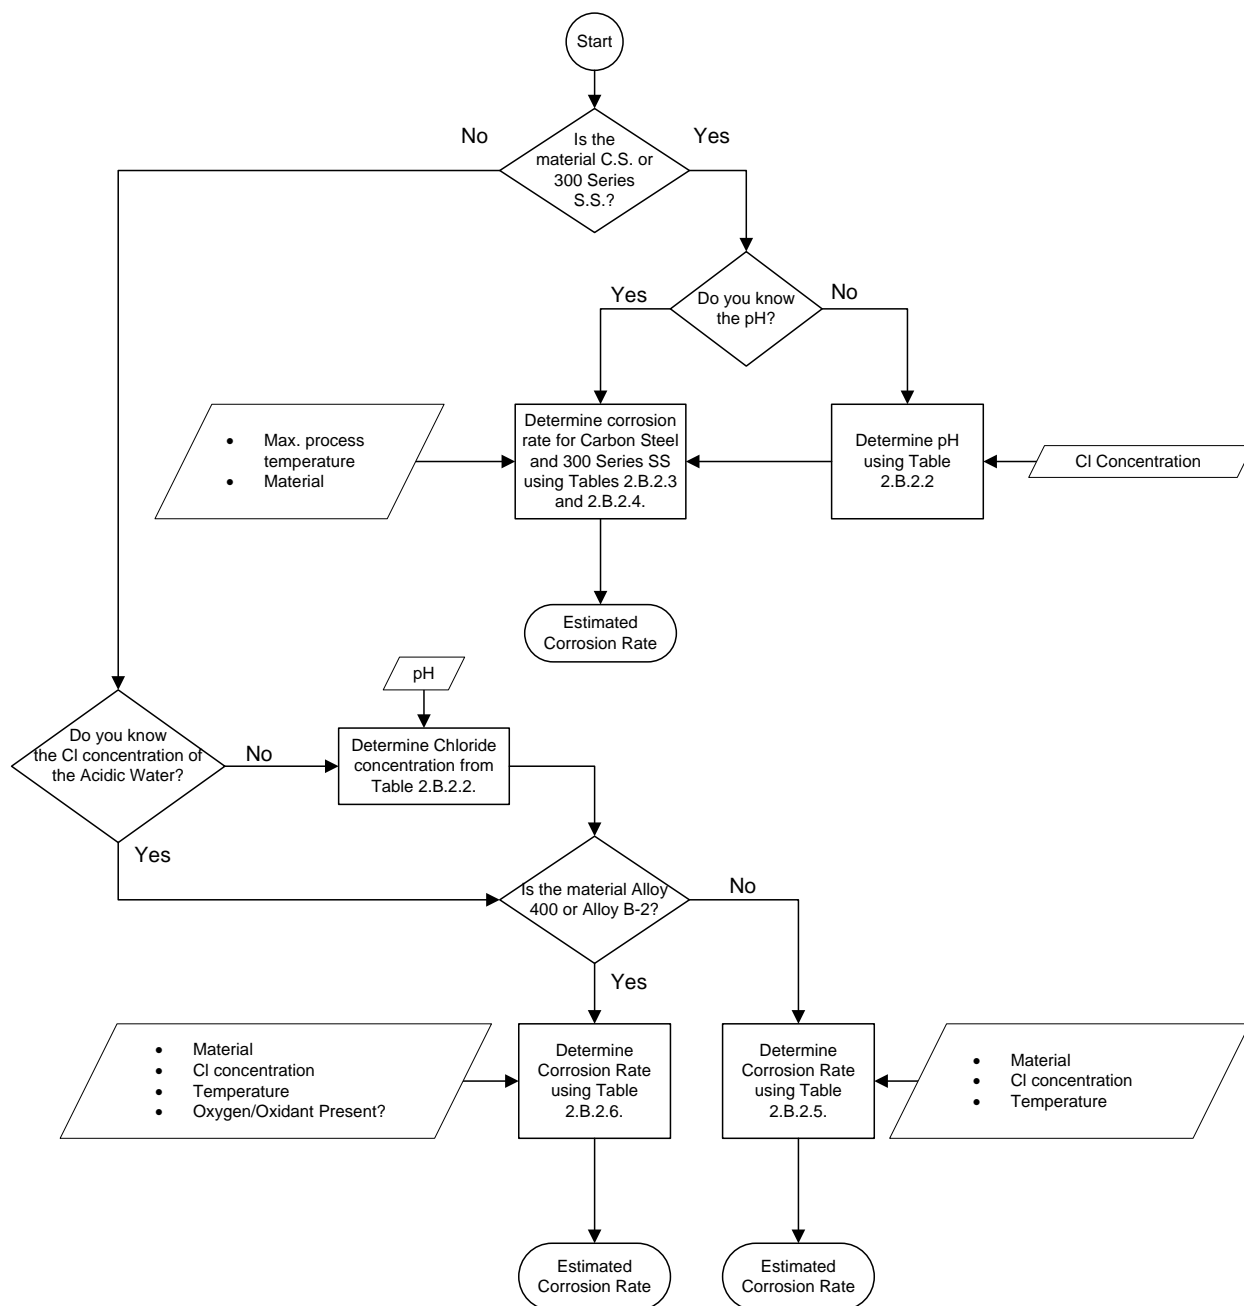 Start
No
Yes
Is the
material C.S. or
300 Series
S.S.?
Yes
No
Do you know
the pH?
• Max. process
temperature
• Material
Determine corrosion
rate for Carbon Steel
and 300 Series SS
using Tables 2.B.2.3
and 2.B.2.4.
Determine pH
using Table
2.B.2.2
Cl Concentration
Estimated
Corrosion Rate
pH
Do you know
the Cl concentration of
the Acidic Water?
No
Determine Chloride
concentration from
Table 2.B.2.2.
Yes
Is the material Alloy
400 or Alloy B-2?
No
Yes
• Material
• Cl concentration
• Temperature
• Oxygen/Oxidant Present?
Determine
Corrosion Rate
using Table
2.B.2.6.
Determine
Corrosion Rate
using Table
2.B.2.5.
• Material
• Cl concentration
• Temperature
Estimated
Corrosion Rate
Estimated
Corrosion Rate